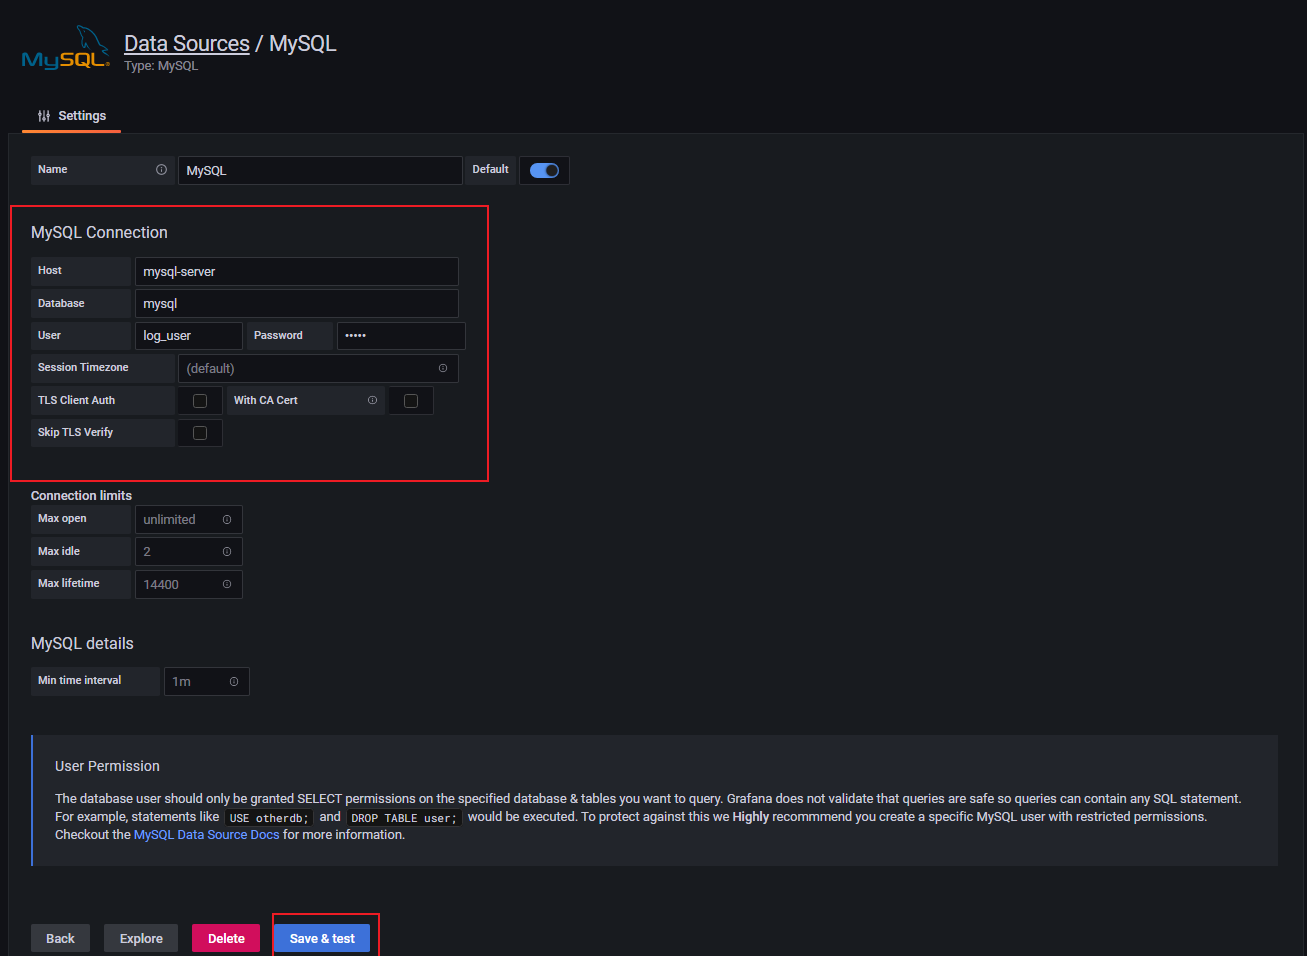 MySQL®
Data Sources / MySQL
Type: MySQL
Settings
Name MySQL Default
MySQL Connection
Host mysql-server
Database mysql
User log_user Password •••••
Session Timezone (default)
TLS Client Auth With CA Cert
Skip TLS Verify
Connection limits
Max open unlimited
Max idle 2
Max lifetime 14400
MySQL details
Min time interval 1m
User Permission
The database user should only be granted SELECT permissions on the specified database & tables you want to query. Grafana does not validate that queries are safe so queries can contain any SQL statement.
For example, statements like USE otherdb; and DROP TABLE user; would be executed. To protect against this we Highly recommmend you create a specific MySQL user with restricted permissions.
Checkout the MySQL Data Source Docs for more information.
Back Explore Delete Save & test